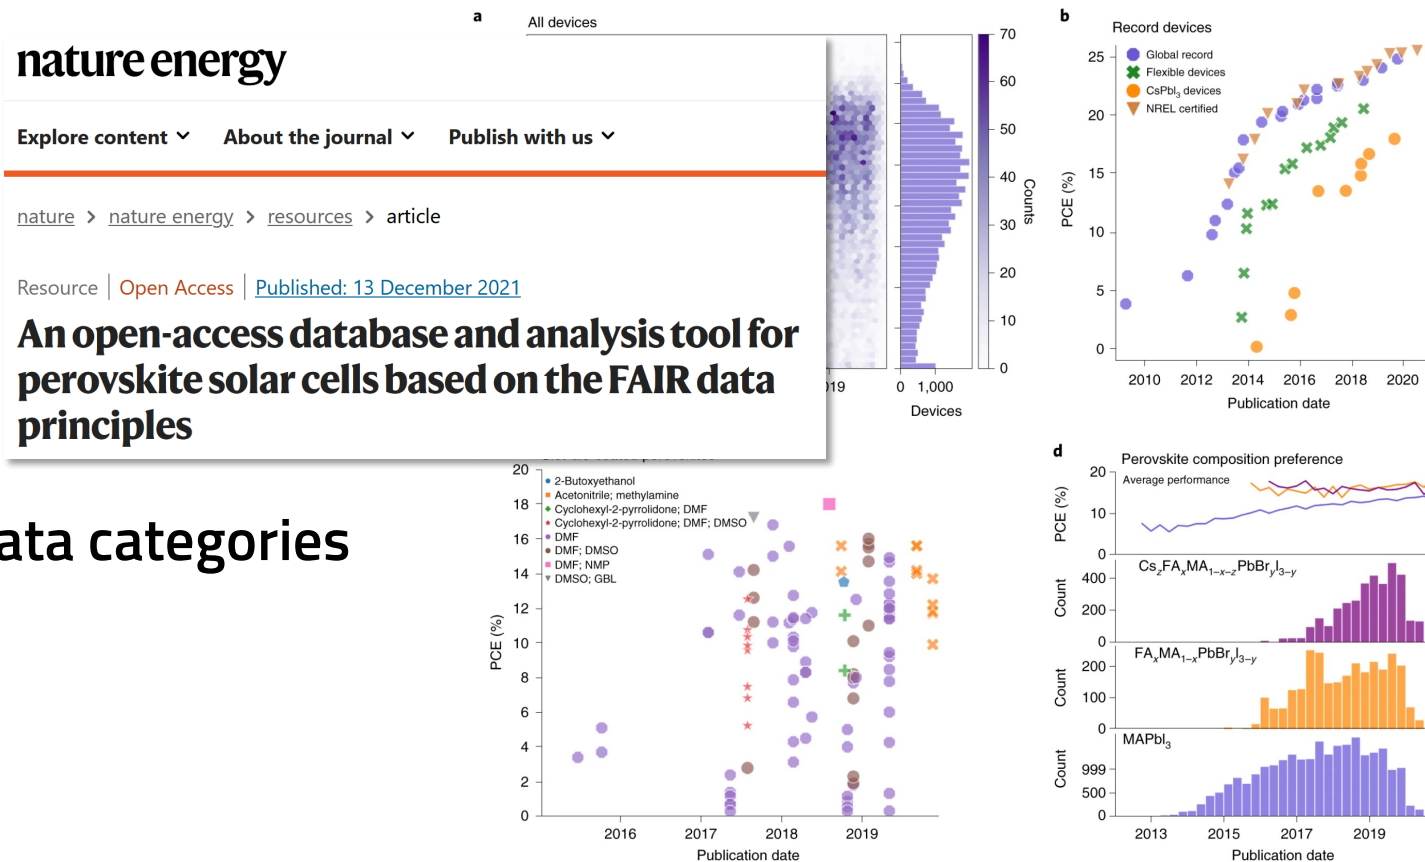 nature energy
Explore content
About the journal
Publish with us
nature > nature energy > resources > article
Resource | Open Access | Published: 13 December 2021
An open-access database and analysis tool for
perovskite solar cells based on the FAIR data
principles
ata categories
a
All devices
019
0 1,000
Devices
70
60
50
40
30
20
10
0
Counts
b
Record devices
Global record
Flexible devices
CsPbI3 devices
NREL certified
25
20
15
10
5
0
PCE (%)
2010 2012 2014 2016 2018 2020
Publication date
20
18
16
14
12
10
8
6
4
2
0
PCE (%)
2-Butoxyethanol
Acetonitrile; methylamine
Cyclohexyl-2-pyrrolidone; DMF
Cyclohexyl-2-pyrrolidone; DMF; DMSO
DMF
DMF; DMSO
DMF; NMP
DMSO; GBL
2016 2017 2018 2019
Publication date
d
Perovskite composition preference
Average performance
20
10
0
PCE (%)
CszFAxMA1−x−zPbBryI3−y
400
200
0
Count
FAxMA1−xPbBryI3−y
200
100
0
Count
MAPbI3
999
500
0
Count
2013 2015 2017 2019
Publication date